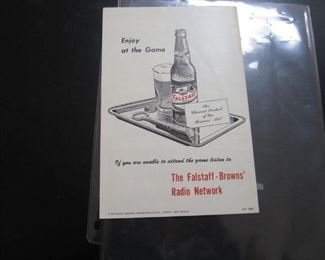 Enjoy
at the Game
FALSTAFF
The
Choicest Product
of the
Brewers' Art
If you are unable to attend the game listen to
The Falstaff-Browns'
Radio Network